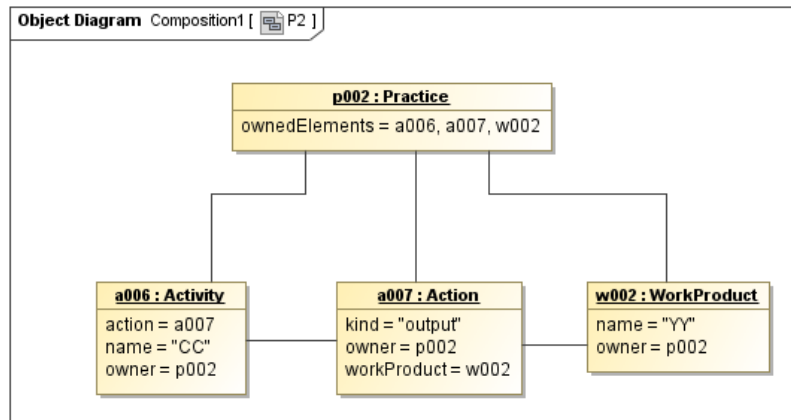 Object Diagram Composition1 [ P2 ]
p002 : Practice
ownedElements = a006, a007, w002
a006 : Activity
action = a007
name = "CC"
owner = p002
a007 : Action
kind = "output"
owner = p002
workProduct = w002
w002 : WorkProduct
name = "YY"
owner = p002